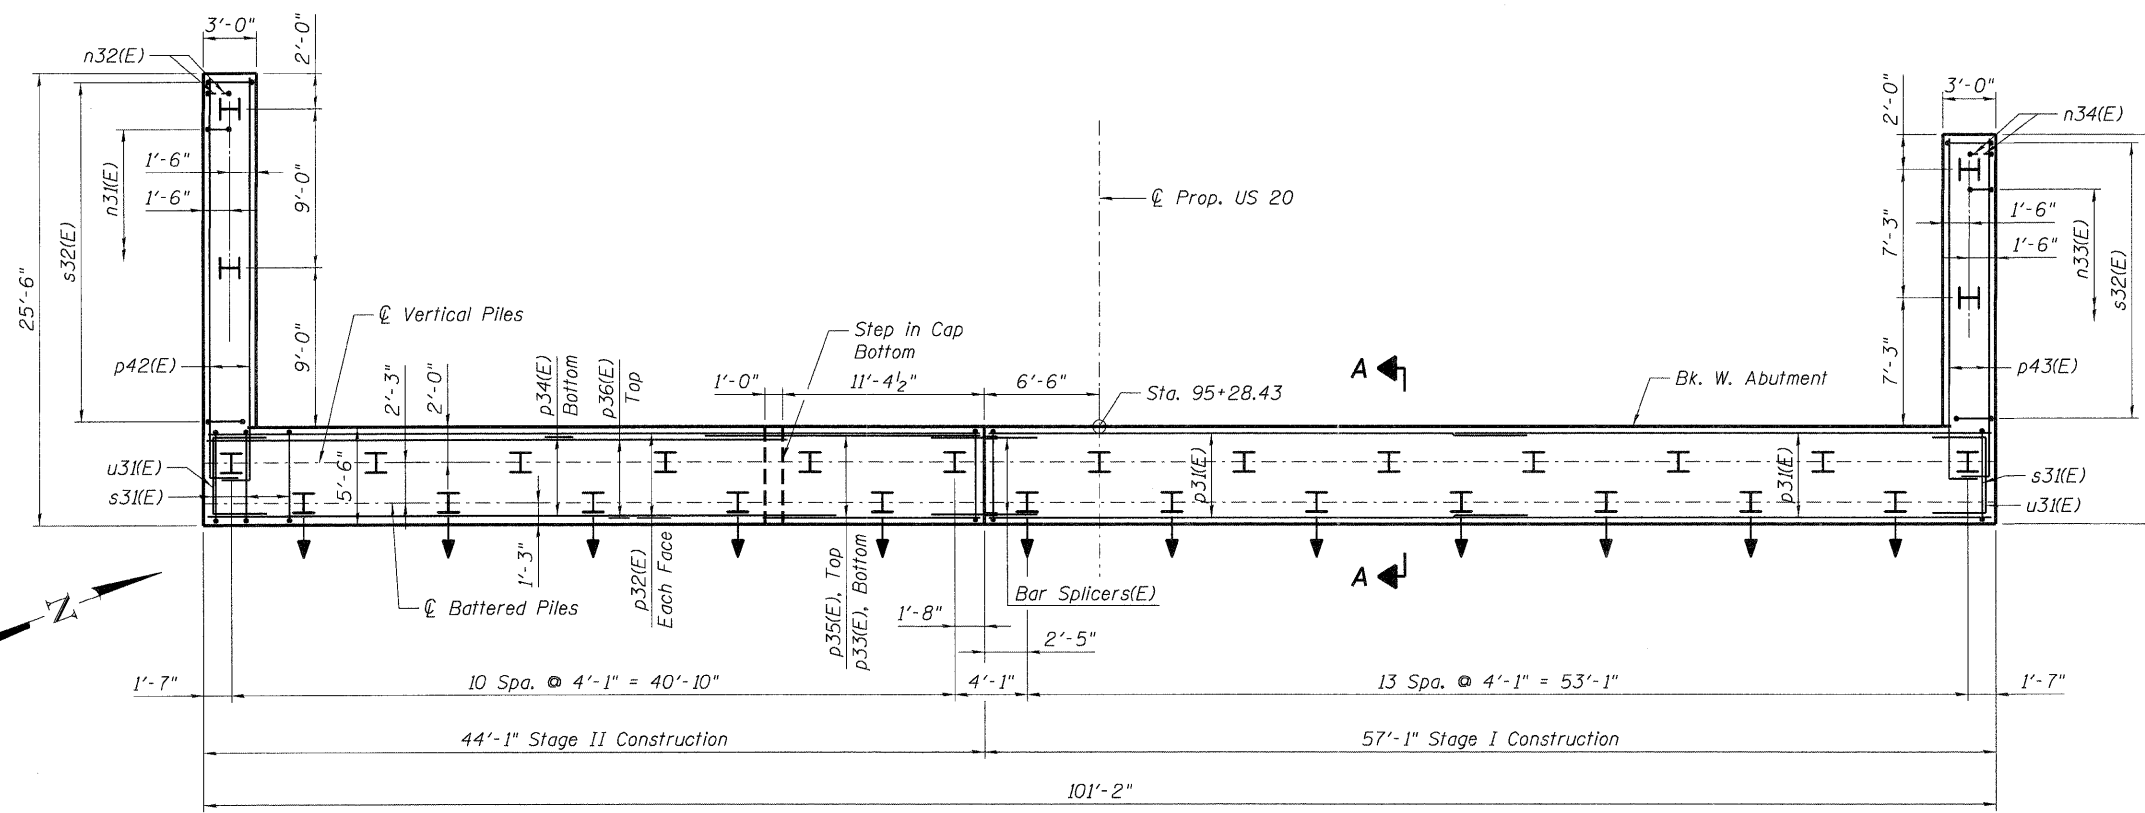 3'-0"
2'-0"
n32(E)
n31(E)
1'-6"
1'-6"
9'-0"
s32(E)
25'-6"
9'-0"
p42(E)
℄ Vertical Piles
2'-3"
2'-0"
p34(E)
Bottom
p36(E)
Top
Step in Cap
Bottom
1'-0"
11'-4½"
6'-6"
℄ Prop. US 20
Sta. 95+28.43
A
Bk. W. Abutment
2'-0"
3'-0"
n34(E)
7'-3"
1'-6"
1'-6"
n33(E)
s32(E)
7'-3"
p43(E)
u31(E)
s31(E)
5'-6"
p31(E)
p31(E)
s31(E)
u31(E)
1'-3"
℄ Battered Piles
p32(E)
Each Face
p35(E), Top
p33(E), Bottom
Bar Splicers(E)
A
1'-8"
2'-5"
N
1'-7"
10 Spa. @ 4'-1" = 40'-10"
4'-1"
13 Spa. @ 4'-1" = 53'-1"
1'-7"
44'-1" Stage II Construction
57'-1" Stage I Construction
101'-2"